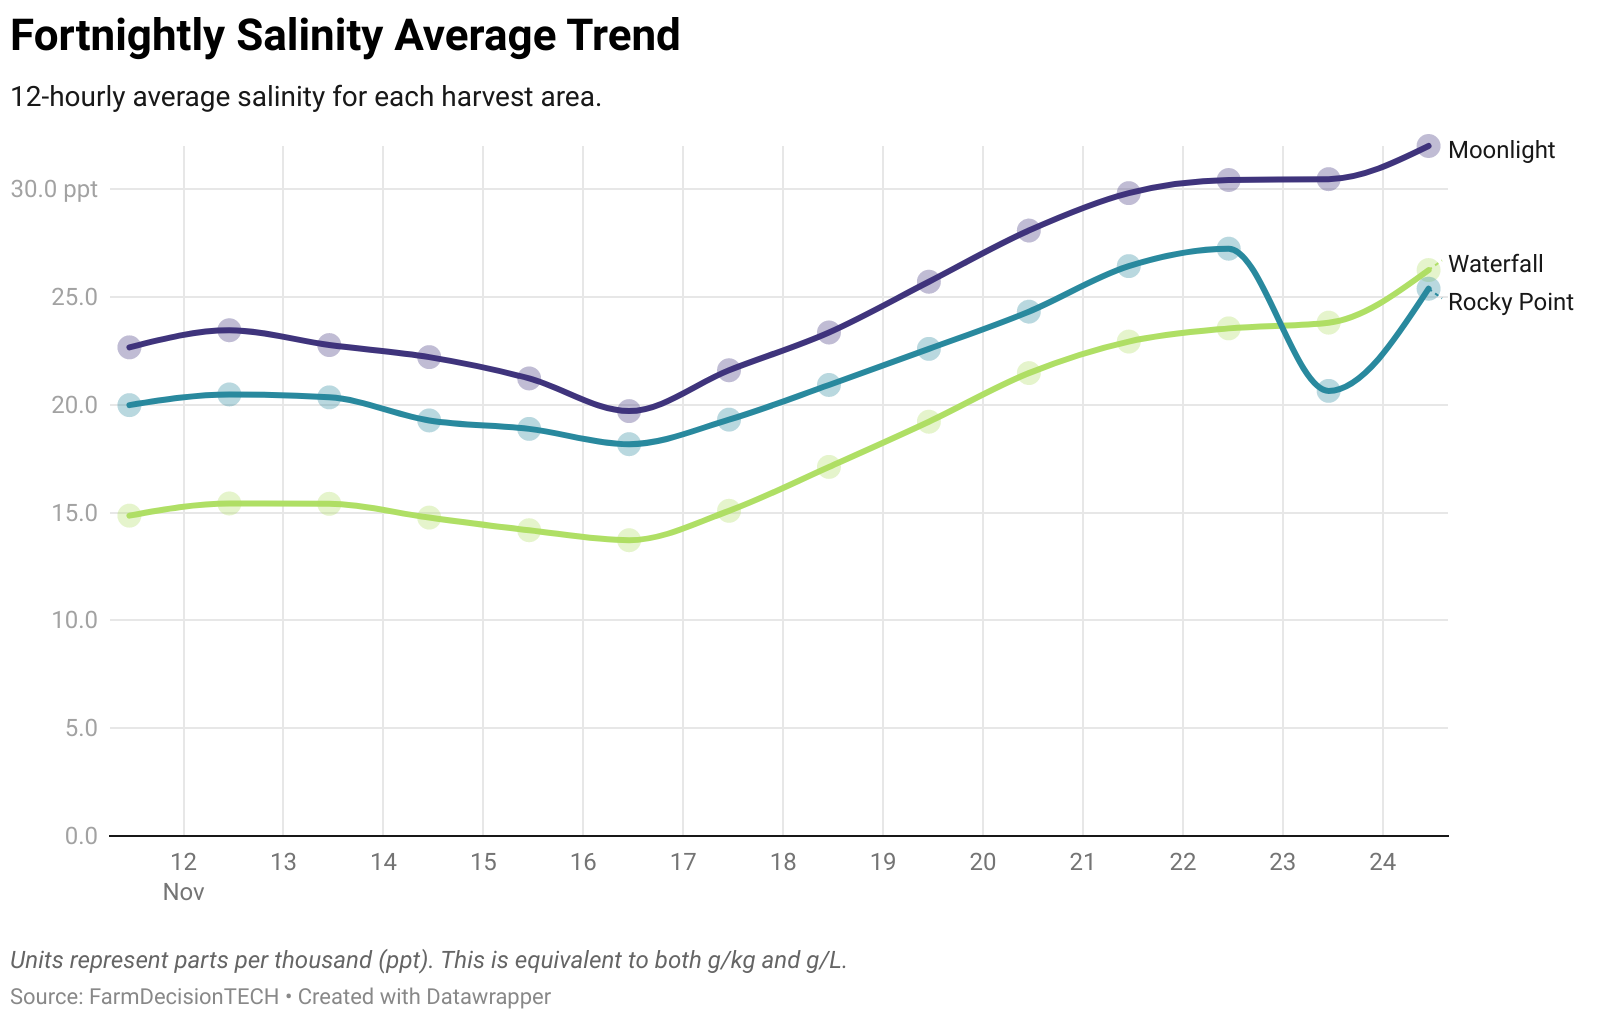 Fortnightly Salinity Average Trend
12-hourly average salinity for each harvest area.
Moonlight
30.0 ppt
Waterfall
25.0
Rocky Point
20.0
15.0
10.0
5.0
0.0
12 13 14 15 16 17 18 19 20 21 22 23 24
Nov
Units represent parts per thousand (ppt). This is equivalent to both g/kg and g/L.
Source: FarmDecisionTECH • Created with Datawrapper